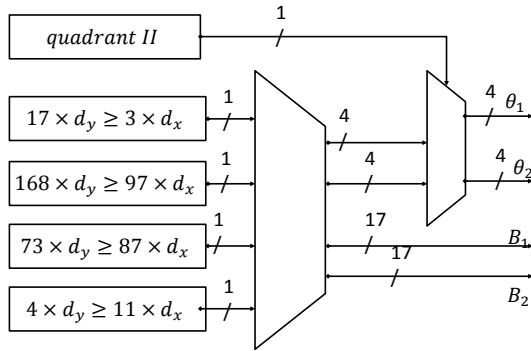 quadrant II
1
17 × d_y ≥ 3 × d_x
1
168 × d_y ≥ 97 × d_x
1
73 × d_y ≥ 87 × d_x
1
4 × d_y ≥ 11 × d_x
1
4
4
17
17
4 θ_1
4 θ_2
B_1
B_2